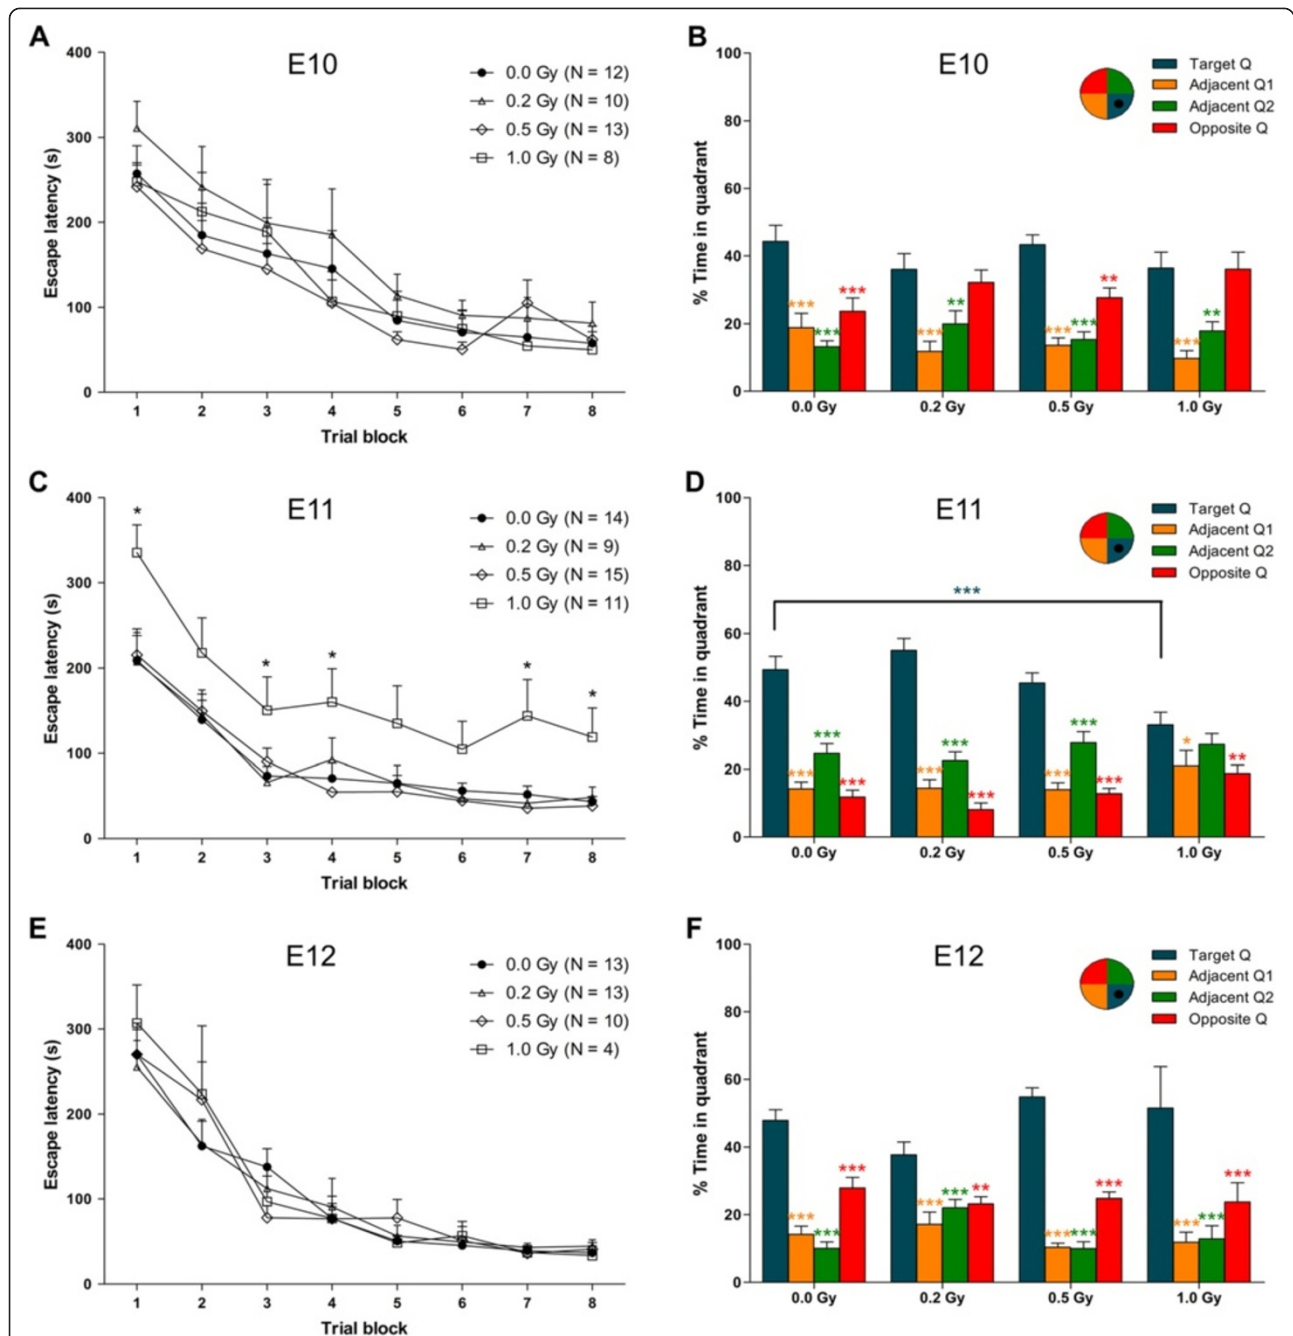 A
E10
400
300
200
100
0
Escape latency (s)
0.0 Gy (N = 12)
0.2 Gy (N = 10)
0.5 Gy (N = 13)
1.0 Gy (N = 8)
1 2 3 4 5 6 7 8
Trial block
B
E10
100
80
60
40
20
0
% Time in quadrant
Target Q
Adjacent Q1
Adjacent Q2
Opposite Q
*** *** ***
*** **
*** *** **
*** **
0.0 Gy 0.2 Gy 0.5 Gy 1.0 Gy
C
E11
400
300
200
100
0
Escape latency (s)
0.0 Gy (N = 14)
0.2 Gy (N = 9)
0.5 Gy (N = 15)
1.0 Gy (N = 11)
* * * * *
1 2 3 4 5 6 7 8
Trial block
D
E11
100
80
60
40
20
0
% Time in quadrant
Target Q
Adjacent Q1
Adjacent Q2
Opposite Q
***
*** *** ***
*** *** ***
*** *** ***
* **
0.0 Gy 0.2 Gy 0.5 Gy 1.0 Gy
E
E12
400
300
200
100
0
Escape latency (s)
0.0 Gy (N = 13)
0.2 Gy (N = 13)
0.5 Gy (N = 10)
1.0 Gy (N = 4)
1 2 3 4 5 6 7 8
Trial block
F
E12
100
80
60
40
20
0
% Time in quadrant
Target Q
Adjacent Q1
Adjacent Q2
Opposite Q
*** *** ***
*** *** **
*** *** ***
*** *** ***
0.0 Gy 0.2 Gy 0.5 Gy 1.0 Gy